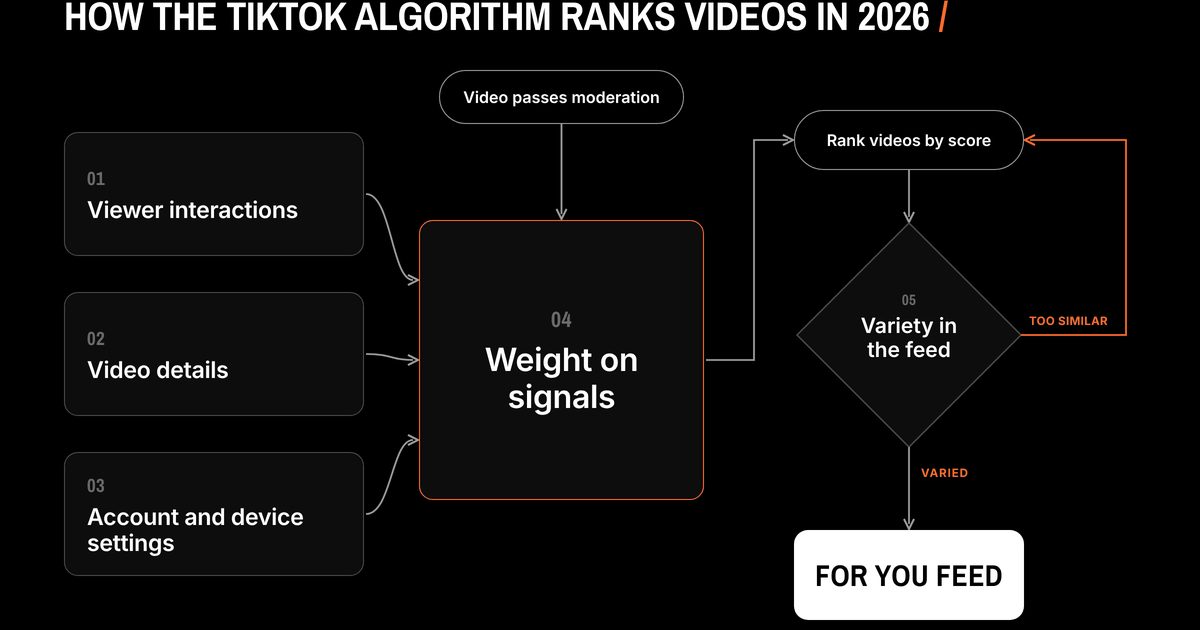 HOW THE TIKTOK ALGORITHM RANKS VIDEOS IN 2026 /
Video passes moderation
Rank videos by score
01
Viewer interactions
02
Video details
03
Account and device
settings
04
Weight on
signals
05
Variety in
the feed
TOO SIMILAR
VARIED
FOR YOU FEED